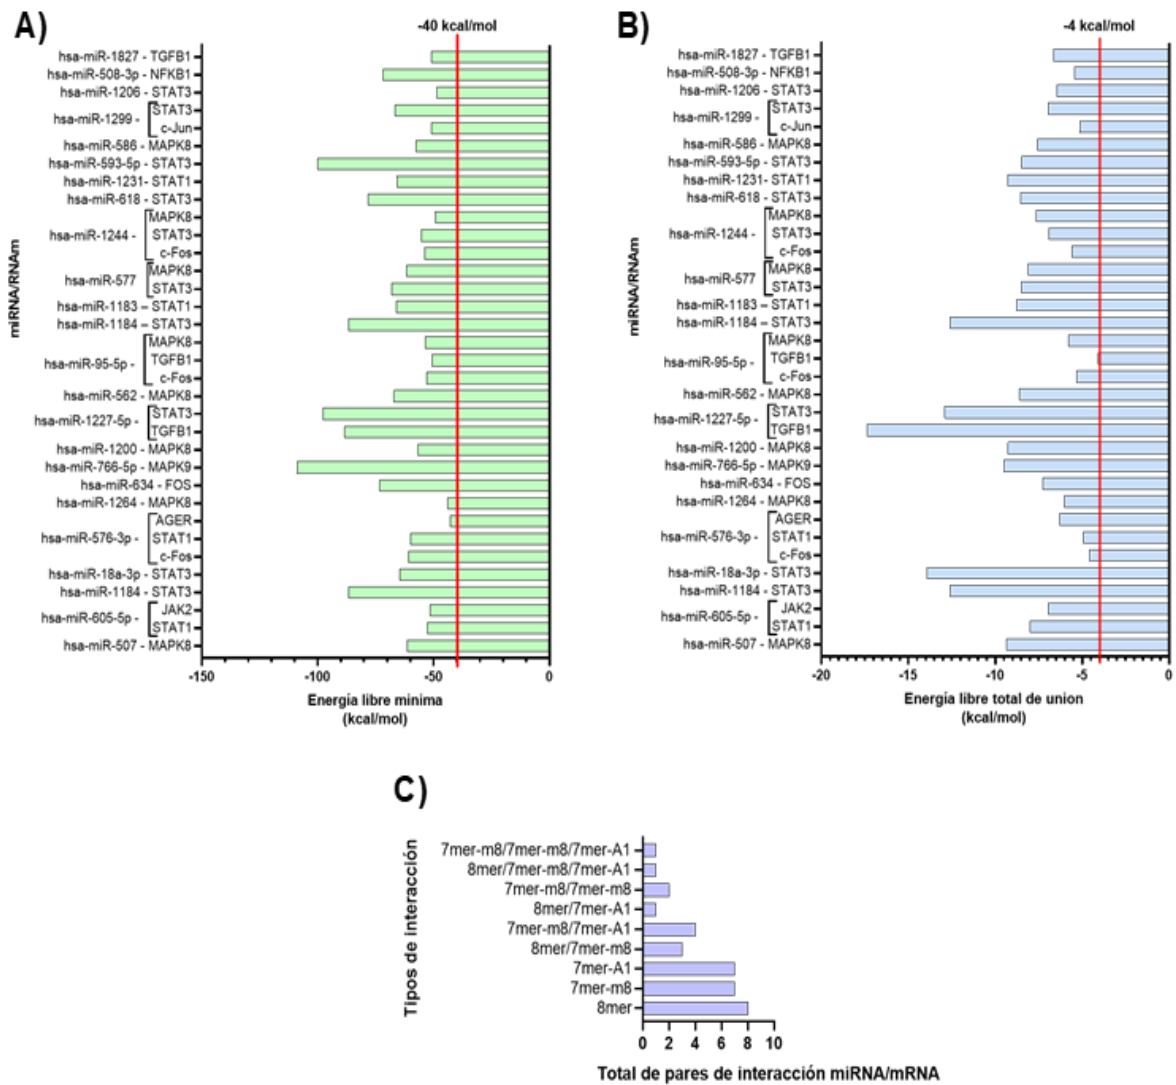 A)
-40 kcal/mol
miRNA/RNAm
hsa-miR-1827 - TGFB1
hsa-miR-508-3p - NFKB1
hsa-miR-1206 - STAT3
hsa-miR-1299 -
STAT3
c-Jun
hsa-miR-586 - MAPK8
hsa-miR-593-5p - STAT3
hsa-miR-1231- STAT1
hsa-miR-618 - STAT3
hsa-miR-1244 -
MAPK8
STAT3
c-Fos
hsa-miR-577
MAPK8
STAT3
hsa-miR-1183 – STAT1
hsa-miR-1184 – STAT3
hsa-miR-95-5p -
MAPK8
TGFB1
c-Fos
hsa-miR-562 - MAPK8
hsa-miR-1227-5p -
STAT3
TGFB1
hsa-miR-1200 - MAPK8
hsa-miR-766-5p - MAPK9
hsa-miR-634 - FOS
hsa-miR-1264 - MAPK8
hsa-miR-576-3p -
AGER
STAT1
c-Fos
hsa-miR-18a-3p - STAT3
hsa-miR-1184 - STAT3
hsa-miR-605-5p -
JAK2
STAT1
hsa-miR-507 - MAPK8
-150 -100 -50 0
Energía libre mínima
(kcal/mol)
B)
-4 kcal/mol
miRNA/RNAm
hsa-miR-1827 - TGFB1
hsa-miR-508-3p - NFKB1
hsa-miR-1206 - STAT3
hsa-miR-1299 -
STAT3
c-Jun
hsa-miR-586 - MAPK8
hsa-miR-593-5p - STAT3
hsa-miR-1231- STAT1
hsa-miR-618 - STAT3
hsa-miR-1244 -
MAPK8
STAT3
c-Fos
hsa-miR-577
MAPK8
STAT3
hsa-miR-1183 – STAT1
hsa-miR-1184 – STAT3
hsa-miR-95-5p -
MAPK8
TGFB1
c-Fos
hsa-miR-562 - MAPK8
hsa-miR-1227-5p -
STAT3
TGFB1
hsa-miR-1200 - MAPK8
hsa-miR-766-5p - MAPK9
hsa-miR-634 - FOS
hsa-miR-1264 - MAPK8
hsa-miR-576-3p -
AGER
STAT1
c-Fos
hsa-miR-18a-3p - STAT3
hsa-miR-1184 - STAT3
hsa-miR-605-5p -
JAK2
STAT1
hsa-miR-507 - MAPK8
-20 -15 -10 -5 0
Energía libre total de union
(kcal/mol)
C)
Tipos de interacción
7mer-m8/7mer-m8/7mer-A1
8mer/7mer-m8/7mer-A1
7mer-m8/7mer-m8
8mer/7mer-A1
7mer-m8/7mer-A1
8mer/7mer-m8
7mer-A1
7mer-m8
8mer
0 2 4 6 8 10
Total de pares de interacción miRNA/mRNA